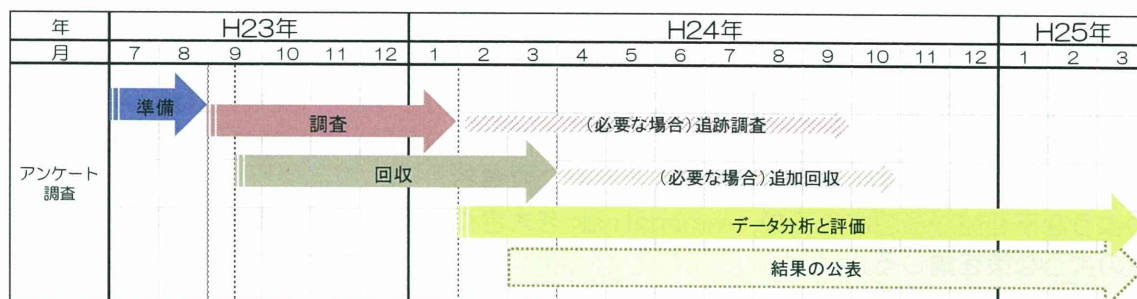 年 H23年 H24年 H25年
月 7 8 9 10 11 12 1 2 3 4 5 6 7 8 9 10 11 12 1 2 3
準備
調査 (必要な場合)追跡調査
アンケート
調査
回収 (必要な場合)追加回収
データ分析と評価
結果の公表